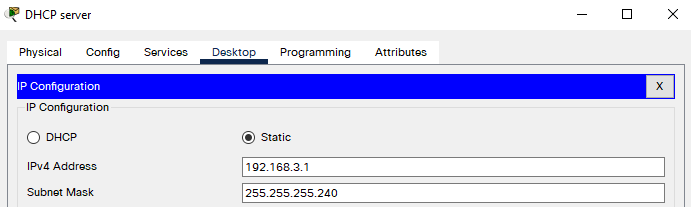 DHCP server
Physical Config Services Desktop Programming Attributes
IP Configuration X
IP Configuration
DHCP Static
IPv4 Address 192.168.3.1
Subnet Mask 255.255.255.240